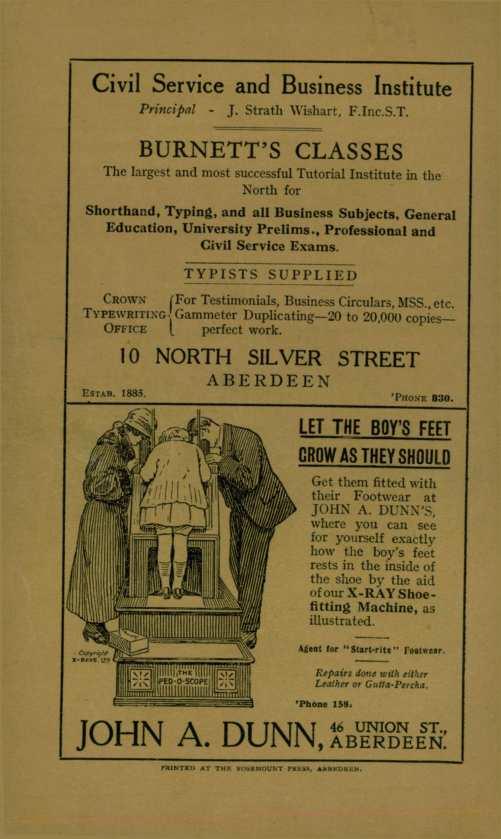 Civil Service and Business Institute
Principal - J. Strath Wishart, F.Inc.S.T.
BURNETT'S CLASSES
The largest and most successful Tutorial Institute in the
North for
Shorthand, Typing, and all Business Subjects, General
Education, University Prelims., Professional and
Civil Service Exams.
TYPISTS SUPPLIED
CROWN
TYPEWRITING
OFFICE
For Testimonials, Business Circulars, MSS., etc.
Gammeter Duplicating—20 to 20,000 copies—
perfect work.
10 NORTH SILVER STREET
ABERDEEN
ESTAB. 1885.
'PHONE 830.
LET THE BOY'S FEET
GROW AS THEY SHOULD
Get them fitted with
their Footwear at
JOHN A. DUNN'S,
where you can see
for yourself exactly
how the boy's feet
rests in the inside of
the shoe by the aid
of our X-RAY Shoe-
fitting Machine, as
illustrated.
Agent for "Start-rite" Footwear.
Repairs done with either
Leather or Gutta-Percha.
'Phone 159.
Copyright
THE
PED-O-SCOPE
JOHN A. DUNN, 46 UNION ST., ABERDEEN.
PRINTED AT THE ROSEMOUNT PRESS, ABERDEEN.